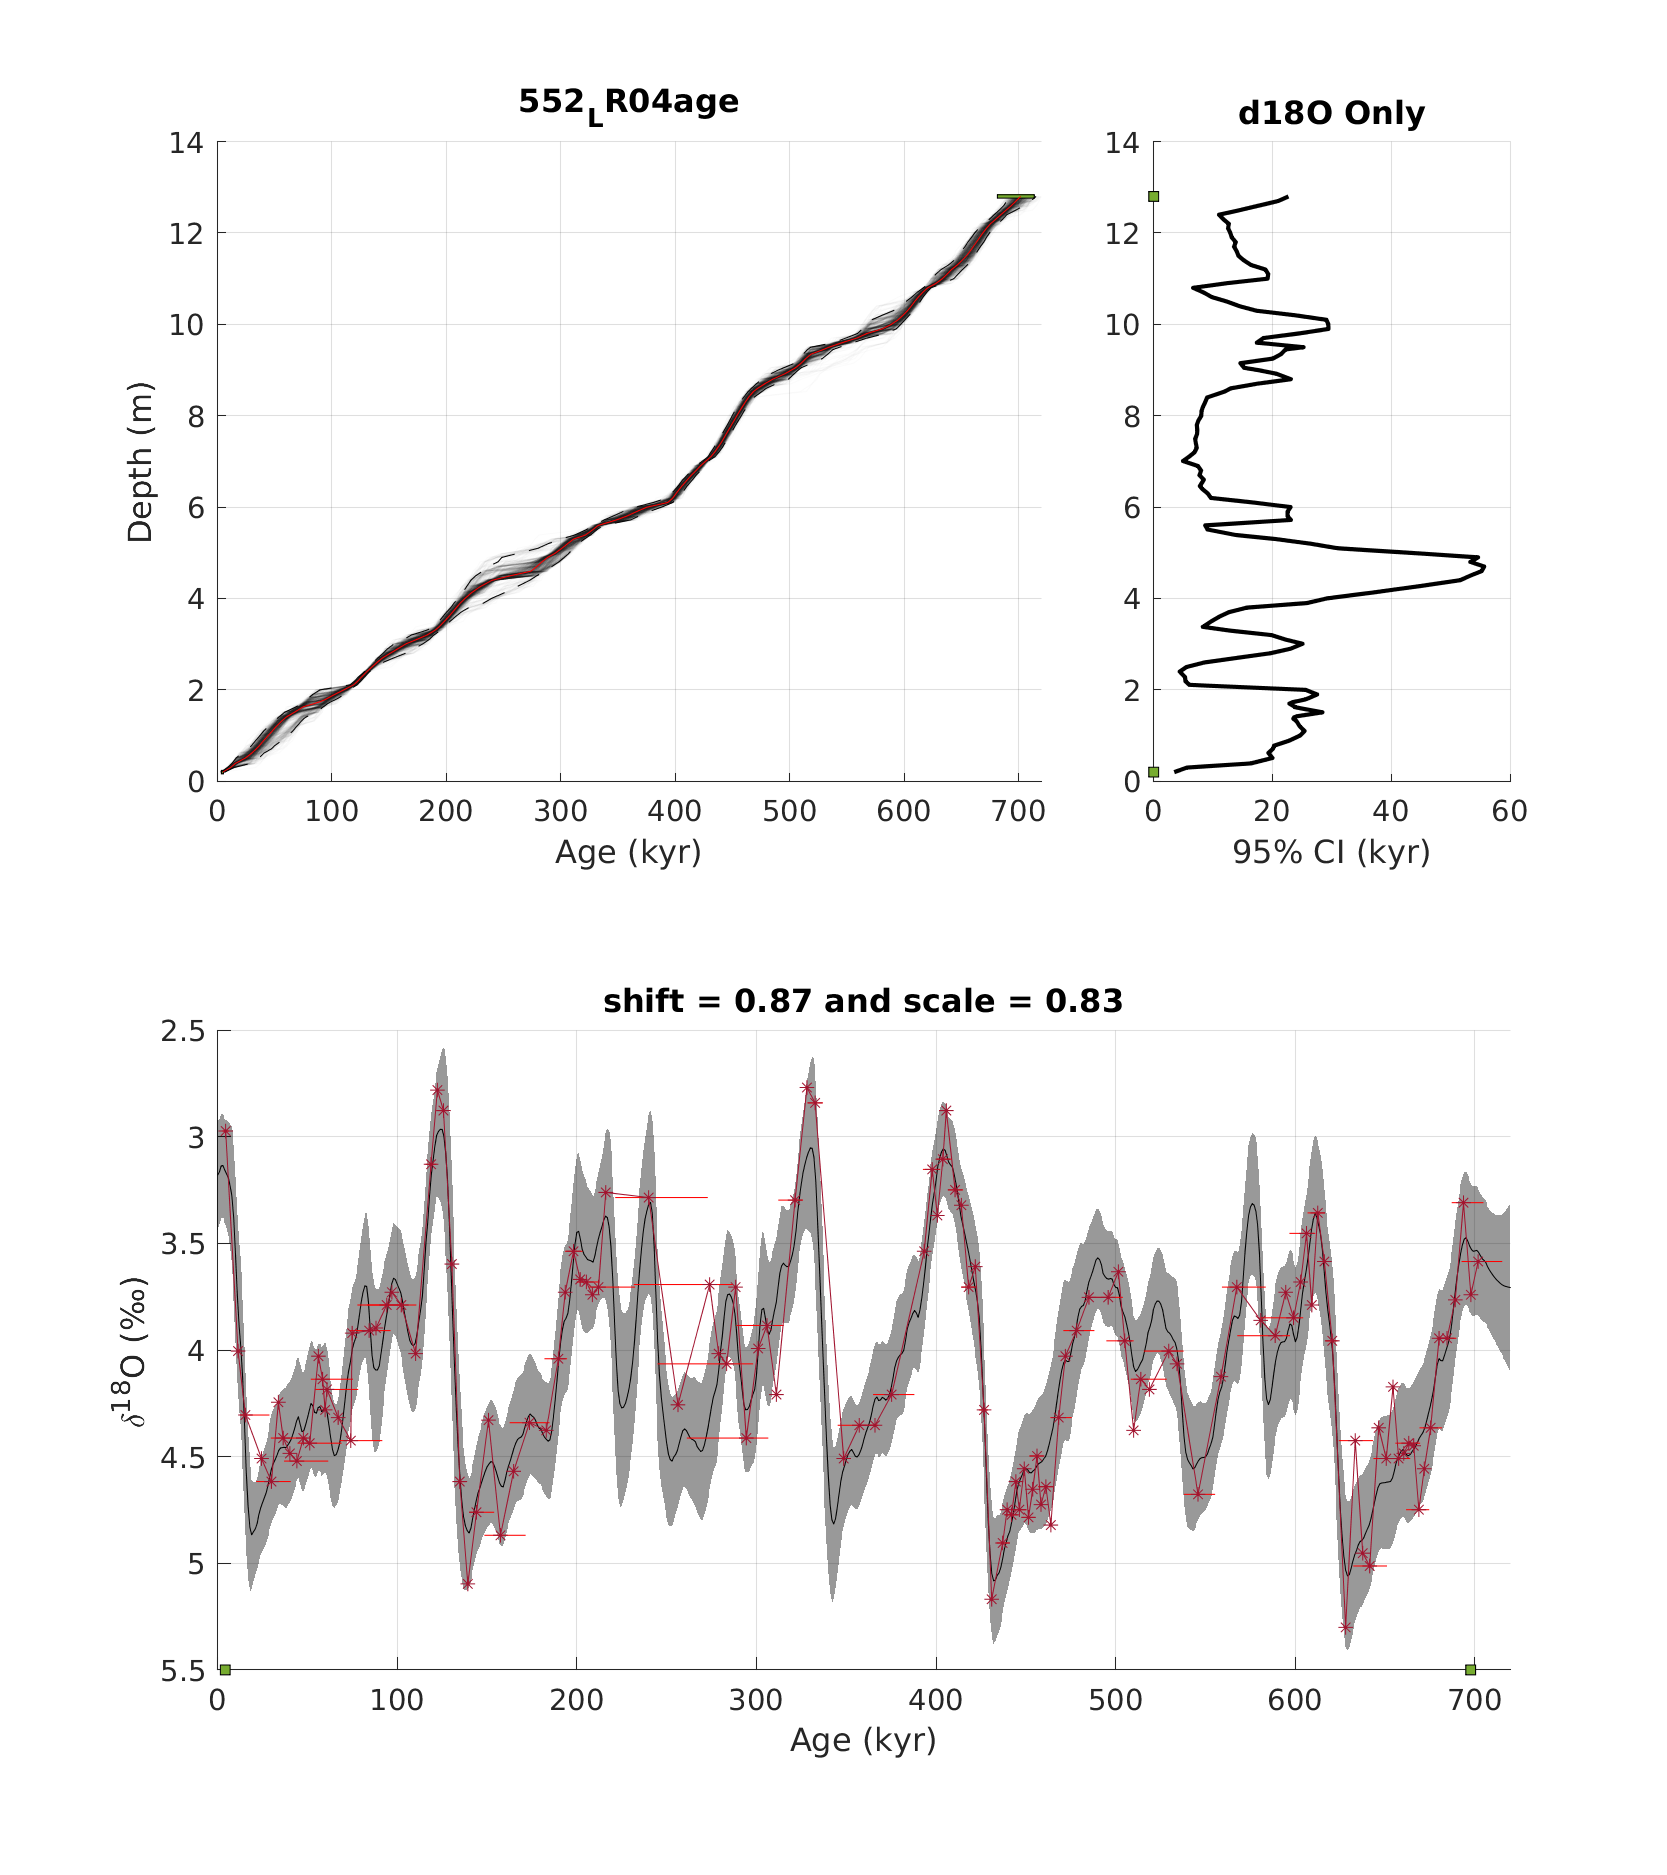 552LR04age
14
12
10
8
6
4
2
0
Depth (m)
0 100 200 300 400 500 600 700
Age (kyr)
d18O Only
14
12
10
8
6
4
2
0
0 20 40 60
95% CI (kyr)
shift = 0.87 and scale = 0.83
2.5
3
3.5
4
4.5
5
5.5
δ18O (‰)
0 100 200 300 400 500 600 700
Age (kyr)